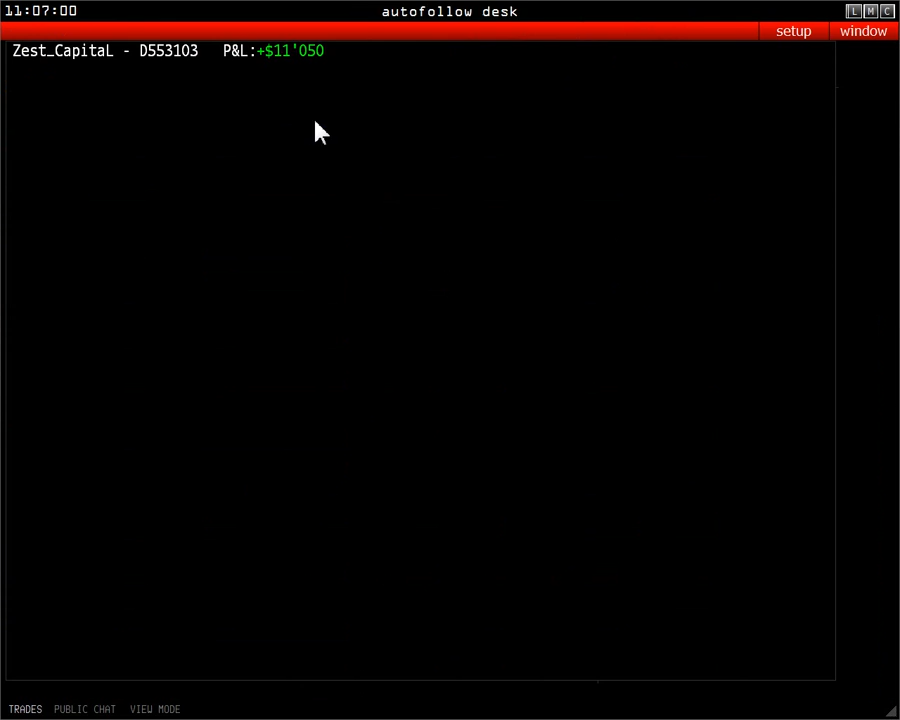 11:07:00 autofollow desk L M C
setup window
Zest_CapitaL - D553103 P&L:+$11'050
TRADES PUBLIC CHAT VIEW MODE